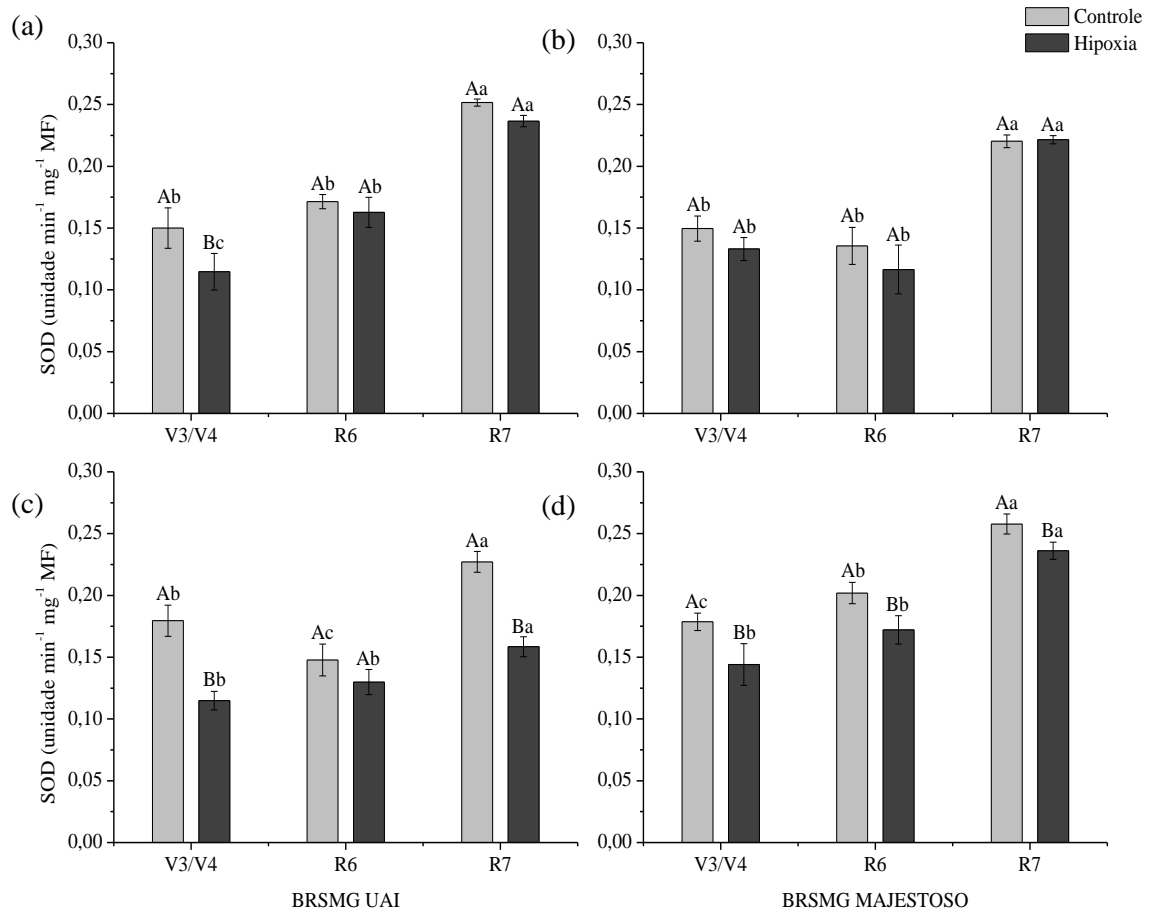 Controle
Hipoxia
(a)
0,30
0,25
0,20
0,15
0,10
0,05
0,00
SOD (unidade min⁻¹ mg⁻¹ MF)
Ab
Bc
Ab
Ab
Aa
Aa
V3/V4 R6 R7
(b)
0,30
0,25
0,20
0,15
0,10
0,05
0,00
Ab
Ab
Ab
Ab
Aa
Aa
V3/V4 R6 R7
(c)
0,30
0,25
0,20
0,15
0,10
0,05
0,00
SOD (unidade min⁻¹ mg⁻¹ MF)
Ab
Bb
Ac
Ab
Aa
Ba
V3/V4 R6 R7
BRSMG UAI
(d)
0,30
0,25
0,20
0,15
0,10
0,05
0,00
Ac
Bb
Ab
Bb
Aa
Ba
V3/V4 R6 R7
BRSMG MAJESTOSO